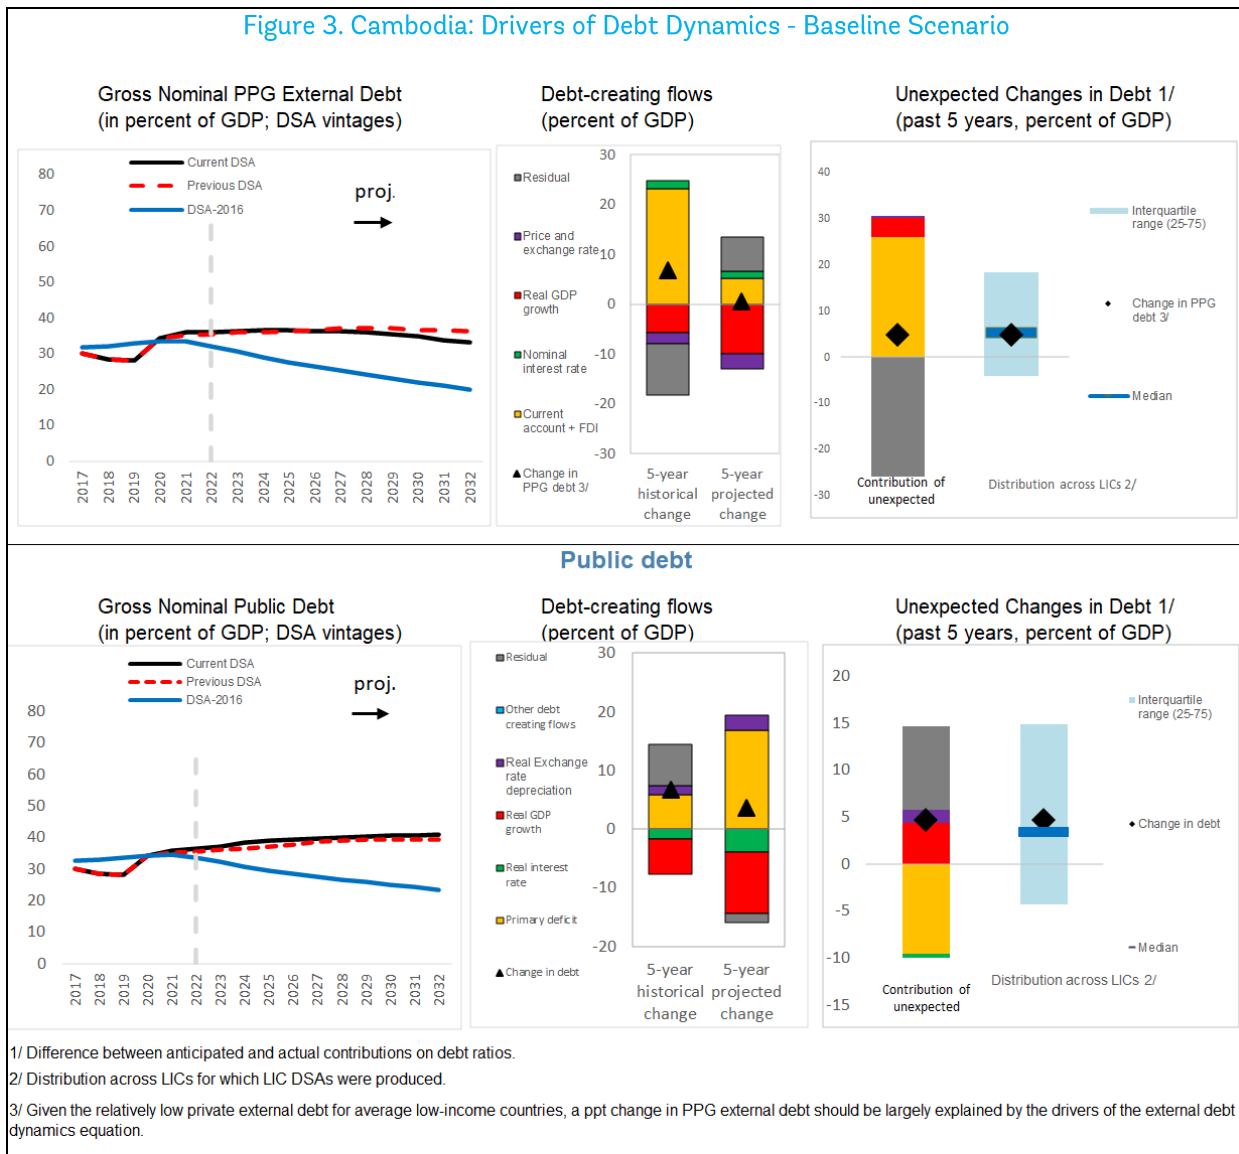 Figure 3. Cambodia: Drivers of Debt Dynamics - Baseline Scenario
Gross Nominal PPG External Debt
(in percent of GDP; DSA vintages)
Current DSA
Previous DSA
DSA-2016
proj.
80
70
60
50
40
30
20
10
0
2017
2018
2019
2020
2021
2022
2023
2024
2025
2026
2027
2028
2029
2030
2031
2032
Debt-creating flows
(percent of GDP)
Residual
Price and
exchange rate
Real GDP
growth
Nominal
interest rate
Current
account + FDI
Change in
PPG debt 3/
30
20
10
0
-10
-20
-30
5-year
historical
change
5-year
projected
change
Unexpected Changes in Debt 1/
(past 5 years, percent of GDP)
40
30
20
10
0
-10
-20
-30
Interquartile
range (25-75)
Change in PPG
debt 3/
Median
Contribution of
unexpected
Distribution across LICs 2/
Public debt
Gross Nominal Public Debt
(in percent of GDP; DSA vintages)
Current DSA
Previous DSA
DSA-2016
proj.
80
70
60
50
40
30
20
10
0
2017
2018
2019
2020
2021
2022
2023
2024
2025
2026
2027
2028
2029
2030
2031
2032
Debt-creating flows
(percent of GDP)
Residual
Other debt
creating flows
Real Exchange
rate
depreciation
Real GDP
growth
Real interest
rate
Primary deficit
Change in debt
30
20
10
0
-10
-20
5-year
historical
change
5-year
projected
change
Unexpected Changes in Debt 1/
(past 5 years, percent of GDP)
20
15
10
5
0
-5
-10
-15
Interquartile
range (25-75)
Change in debt
Median
Contribution of
unexpected
Distribution across LICs 2/
1/ Difference between anticipated and actual contributions on debt ratios.
2/ Distribution across LICs for which LIC DSAs were produced.
3/ Given the relatively low private external debt for average low-income countries, a ppt change in PPG external debt should be largely explained by the drivers of the external debt
dynamics equation.